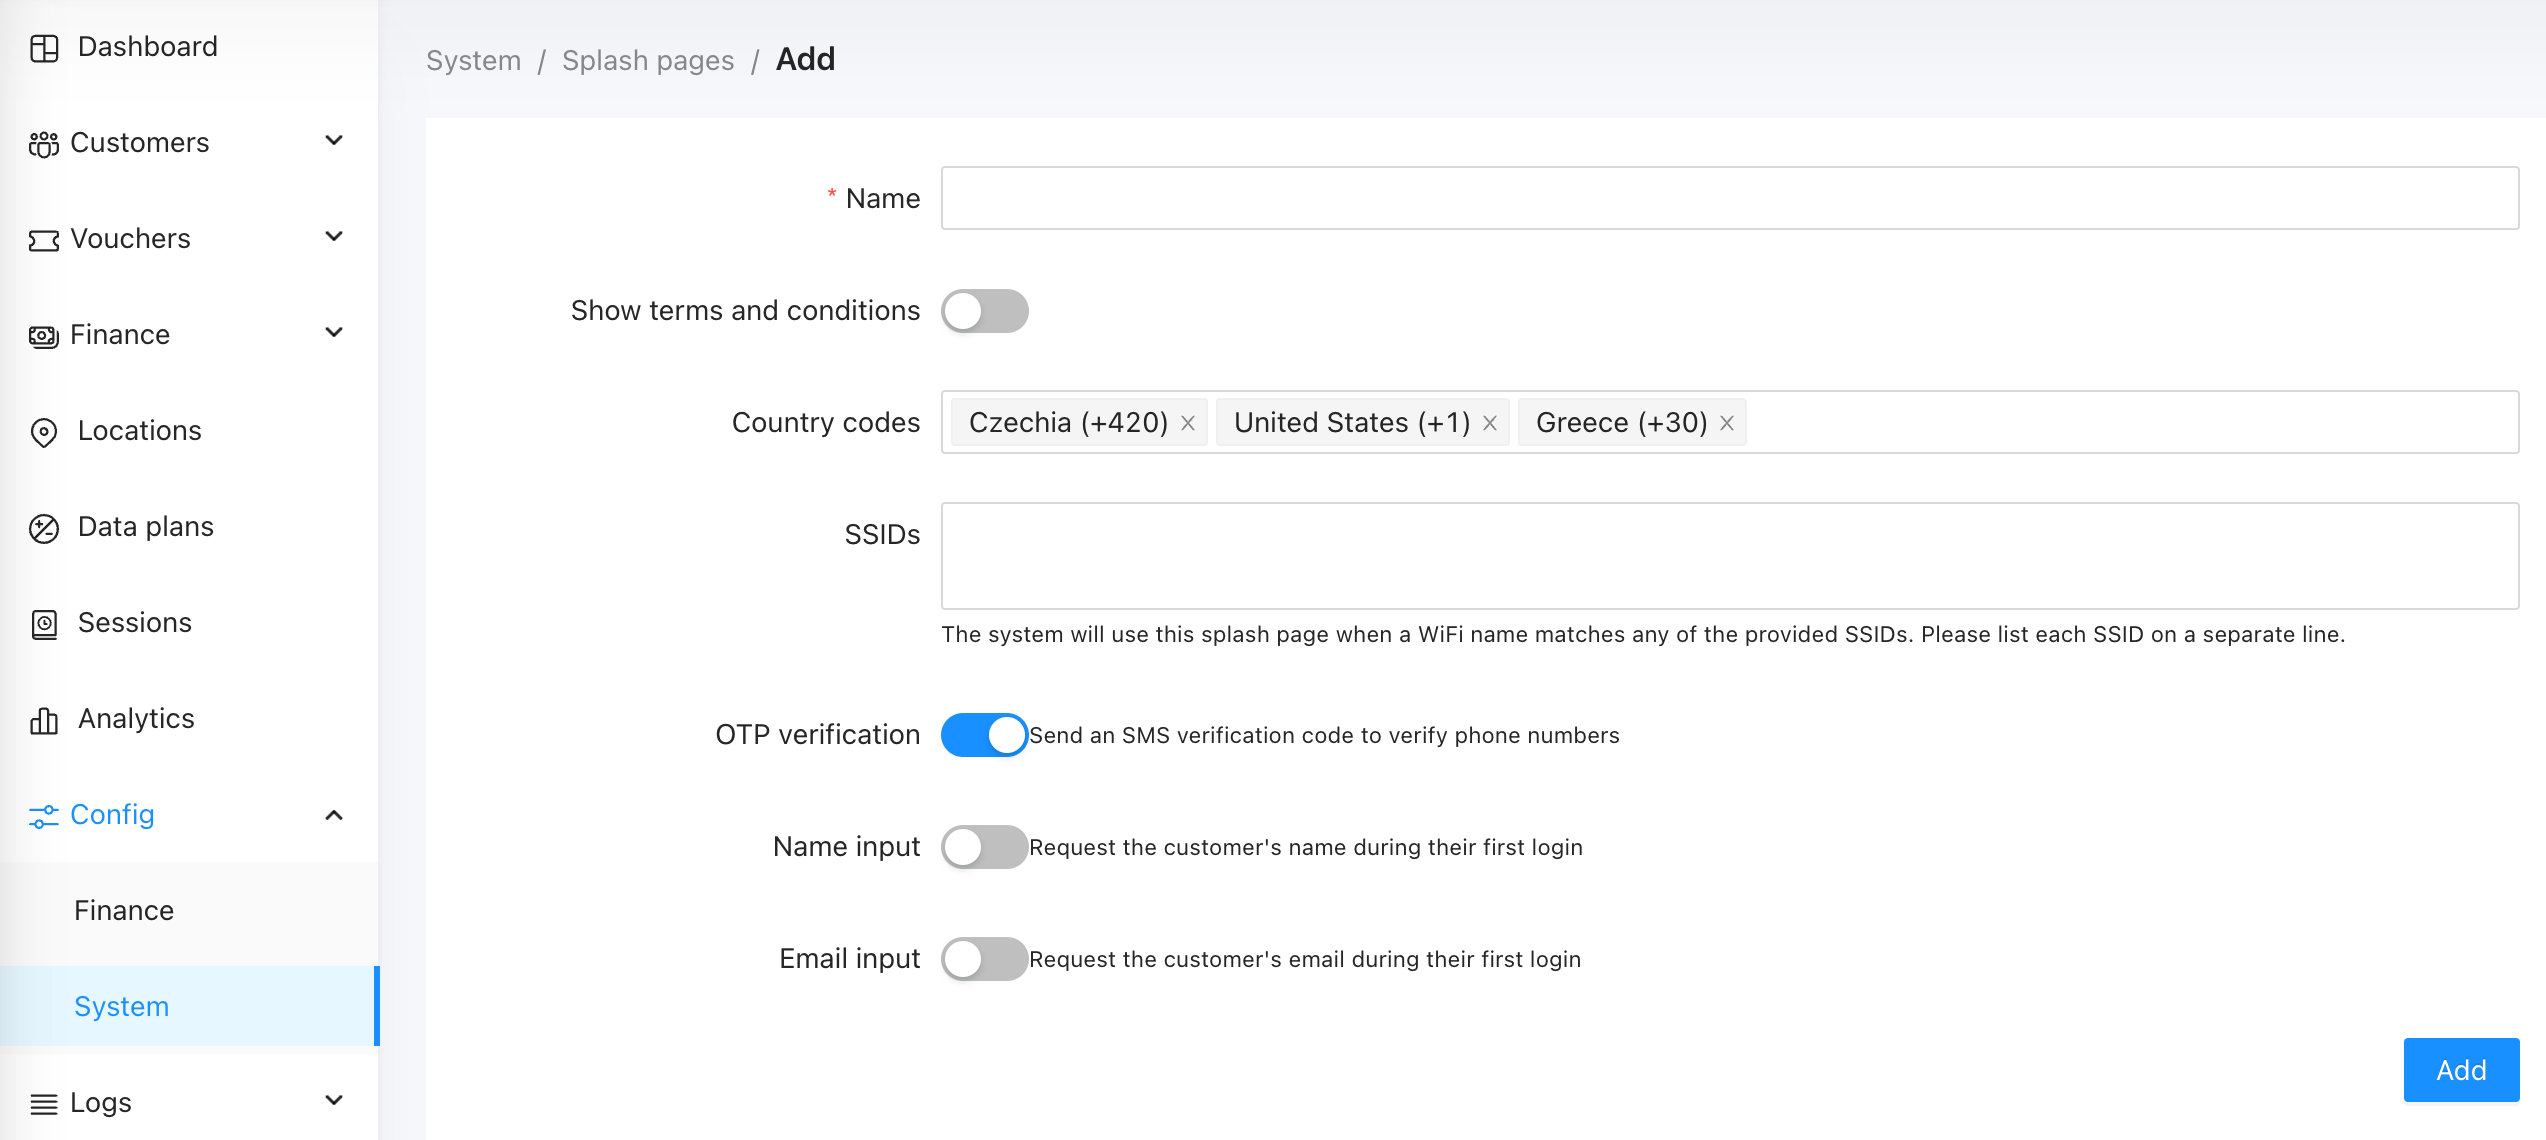 Dashboard
Customers
Vouchers
Finance
Locations
Data plans
Sessions
Analytics
Config
Finance
System
Logs
System / Splash pages / Add
* Name
Show terms and conditions
Country codes Czechia (+420) United States (+1) Greece (+30)
SSIDs
The system will use this splash page when a WiFi name matches any of the provided SSIDs. Please list each SSID on a separate line.
OTP verification Send an SMS verification code to verify phone numbers
Name input Request the customer's name during their first login
Email input Request the customer's email during their first login
Add